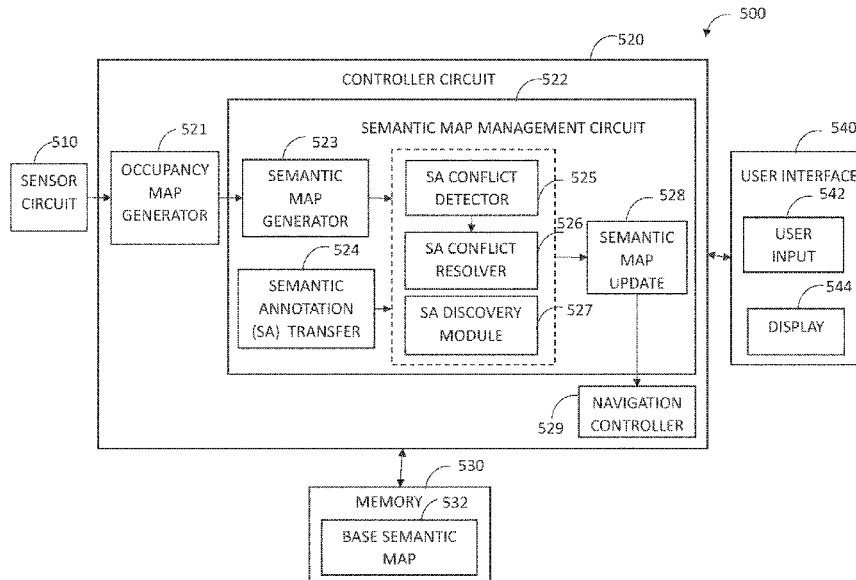 500
520
CONTROLLER CIRCUIT
522
SEMANTIC MAP MANAGEMENT CIRCUIT
510
SENSOR
CIRCUIT
521
OCCUPANCY
MAP
GENERATOR
523
SEMANTIC
MAP
GENERATOR
524
SEMANTIC
ANNOTATION
(SA) TRANSFER
SA CONFLICT
DETECTOR
525
SA CONFLICT
RESOLVER
526
SA DISCOVERY
MODULE
527
528
SEMANTIC
MAP
UPDATE
529
NAVIGATION
CONTROLLER
540
USER INTERFACE
542
USER
INPUT
544
DISPLAY
530
MEMORY
532
BASE SEMANTIC
MAP